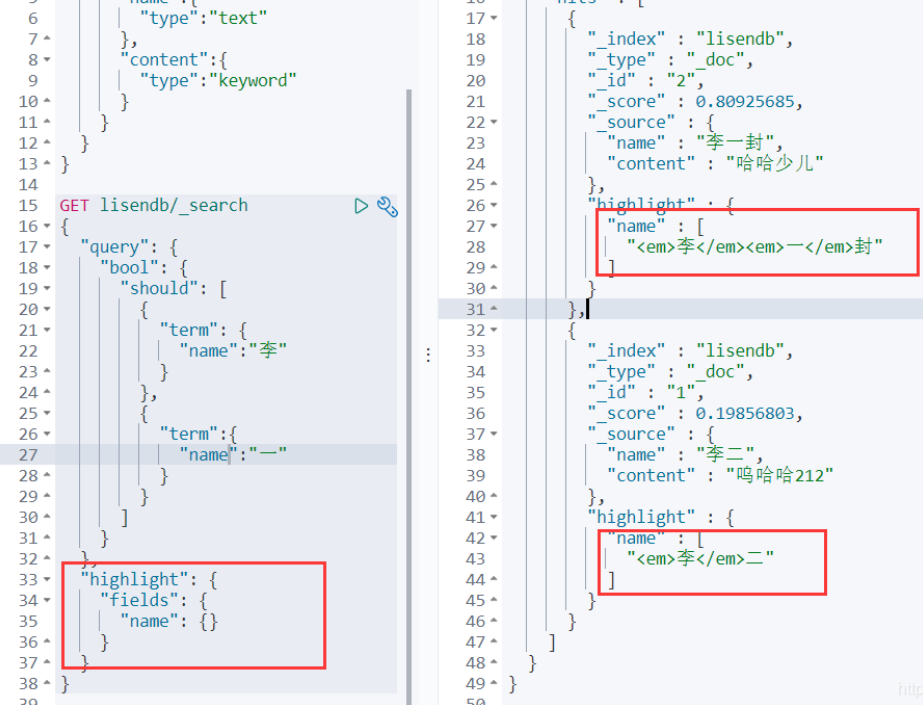 6 "type":"text"
7 },
8 "content":{
9 "type":"keyword"
10 }
11 }
12 }
13 }
14
15 GET lisendb/_search
16 {
17 "query": {
18 "bool": {
19 "should": [
20 {
21 "term": {
22 "name":"李"
23 }
24 },
25 {
26 "term":{
27 "name":"一"
28 }
29 }
30 ]
31 }
32 },
33 "highlight": {
34 "fields": {
35 "name": {}
36 }
37 }
38 }
17 {
18 "_index" : "lisendb",
19 "_type" : "_doc",
20 "_id" : "2",
21 "_score" : 0.80925685,
22 "_source" : {
23 "name" : "李一封",
24 "content" : "哈哈少儿"
25 },
26 "highlight" : {
27 "name" : [
28 "<em>李</em><em>一</em>封"
29 ]
30 }
31 },
32 {
33 "_index" : "lisendb",
34 "_type" : "_doc",
35 "_id" : "1",
36 "_score" : 0.19856803,
37 "_source" : {
38 "name" : "李二",
39 "content" : "呜哈哈212"
40 },
41 "highlight" : {
42 "name" : [
43 "<em>李</em>二"
44 ]
45 }
46 }
47 ]
48 }
49 }